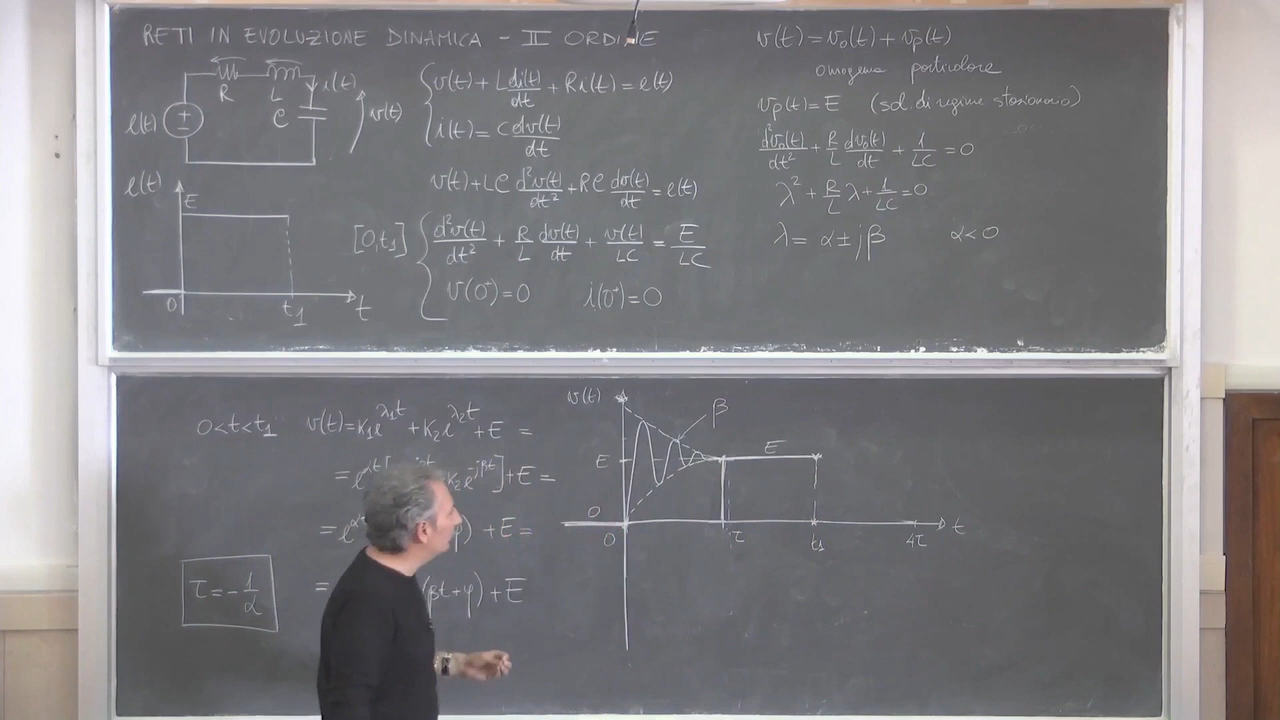 RETI IN EVOLUZIONE DINAMICA - II ORDINE
R
L
C
i(t)
v(t)
e(t)
{v(t) + L di(t)/dt + R i(t) = e(t)
i(t) = C dv(t)/dt
v(t) + LC d²v(t)/dt² + RC dv(t)/dt = e(t)
e(t)
E
0
t1
t
[0,t1] {d²v(t)/dt² + R/L dv(t)/dt + v(t)/LC = E/LC
v(0⁺)=0 i(0⁺)=0
v(t) = v0(t) + vp(t)
omogenea particolare
vp(t) = E (sol. di regime stazionario)
d²v0(t)/dt² + R/L dv0(t)/dt + 1/LC = 0
λ² + R/L λ + 1/LC = 0
λ = α ± jβ α<0
0<t<t1 v(t) = K1e^λ1t + K2e^λ2t + E =
= e^αt[ K2e^-jβt] + E =
φ) + E =
= (βt+φ) + E
τ = - 1/α
v(t)
β
E
E
0
0
τ
t1
4τ
t